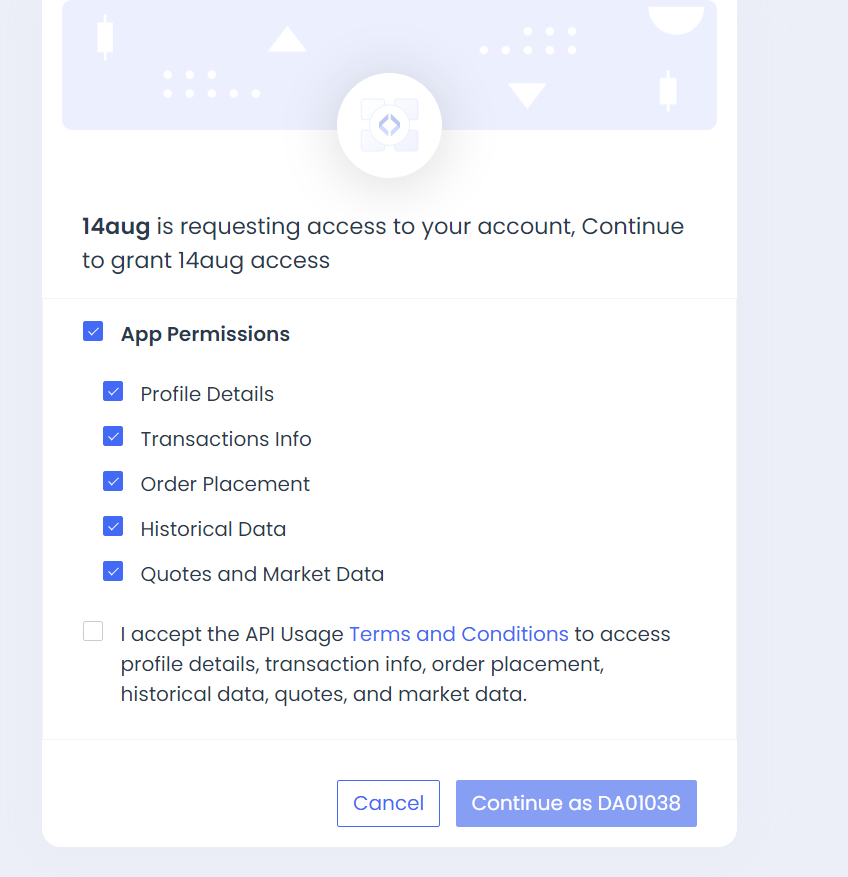 14aug is requesting access to your account, Continue
to grant 14aug access
App Permissions
Profile Details
Transactions Info
Order Placement
Historical Data
Quotes and Market Data
I accept the API Usage Terms and Conditions to access
profile details, transaction info, order placement,
historical data, quotes, and market data.
Cancel
Continue as DA01038